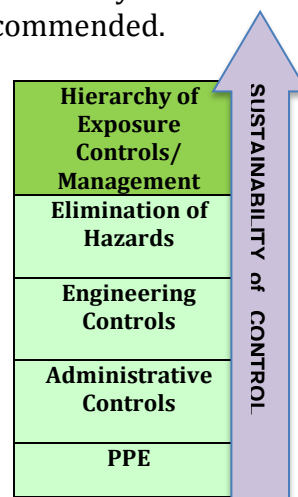 commended.
Hierarchy of
Exposure
Controls/
Management
Elimination of
Hazards
Engineering
Controls
Administrative
Controls
PPE
SUSTAINABILITY of CONTROL